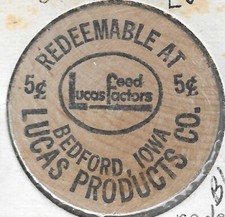 REDEEMABLE AT
5¢ 5¢
Lucas feed factors
BEDFORD, IOWA
LUCAS PRODUCTS CO.